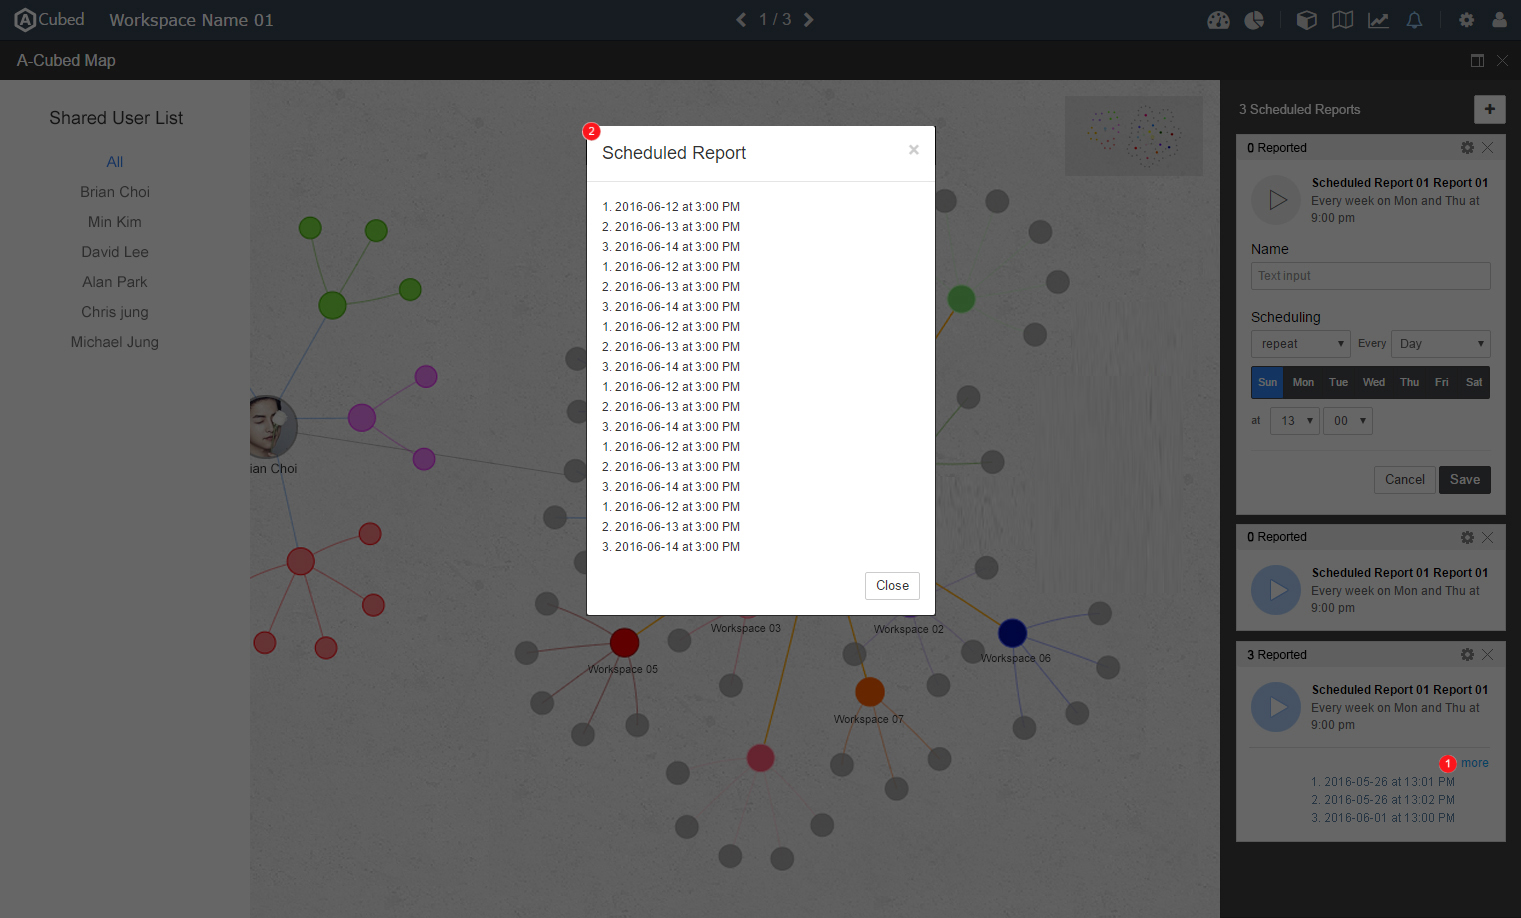 A Cubed
Workspace Name 01
1 / 3
A-Cubed Map
Shared User List
All
Brian Choi
Min Kim
David Lee
Alan Park
Chris jung
Michael Jung
ian Choi
2
Scheduled Report
×
1. 2016-06-12 at 3:00 PM
2. 2016-06-13 at 3:00 PM
3. 2016-06-14 at 3:00 PM
1. 2016-06-12 at 3:00 PM
2. 2016-06-13 at 3:00 PM
3. 2016-06-14 at 3:00 PM
1. 2016-06-12 at 3:00 PM
2. 2016-06-13 at 3:00 PM
3. 2016-06-14 at 3:00 PM
1. 2016-06-12 at 3:00 PM
2. 2016-06-13 at 3:00 PM
3. 2016-06-14 at 3:00 PM
1. 2016-06-12 at 3:00 PM
2. 2016-06-13 at 3:00 PM
3. 2016-06-14 at 3:00 PM
1. 2016-06-12 at 3:00 PM
2. 2016-06-13 at 3:00 PM
3. 2016-06-14 at 3:00 PM
Close
Workspace 03
Workspace 02
Workspace 05
Workspace 06
Workspace 07
3 Scheduled Reports
+
0 Reported
Scheduled Report 01 Report 01
Every week on Mon and Thu at
9:00 pm
Name
Text input
Scheduling
repeat Every Day
Sun Mon Tue Wed Thu Fri Sat
at 13 00
Cancel Save
0 Reported
Scheduled Report 01 Report 01
Every week on Mon and Thu at
9:00 pm
3 Reported
Scheduled Report 01 Report 01
Every week on Mon and Thu at
9:00 pm
1 more
1. 2016-05-26 at 13:01 PM
2. 2016-05-26 at 13:02 PM
3. 2016-06-01 at 13:00 PM